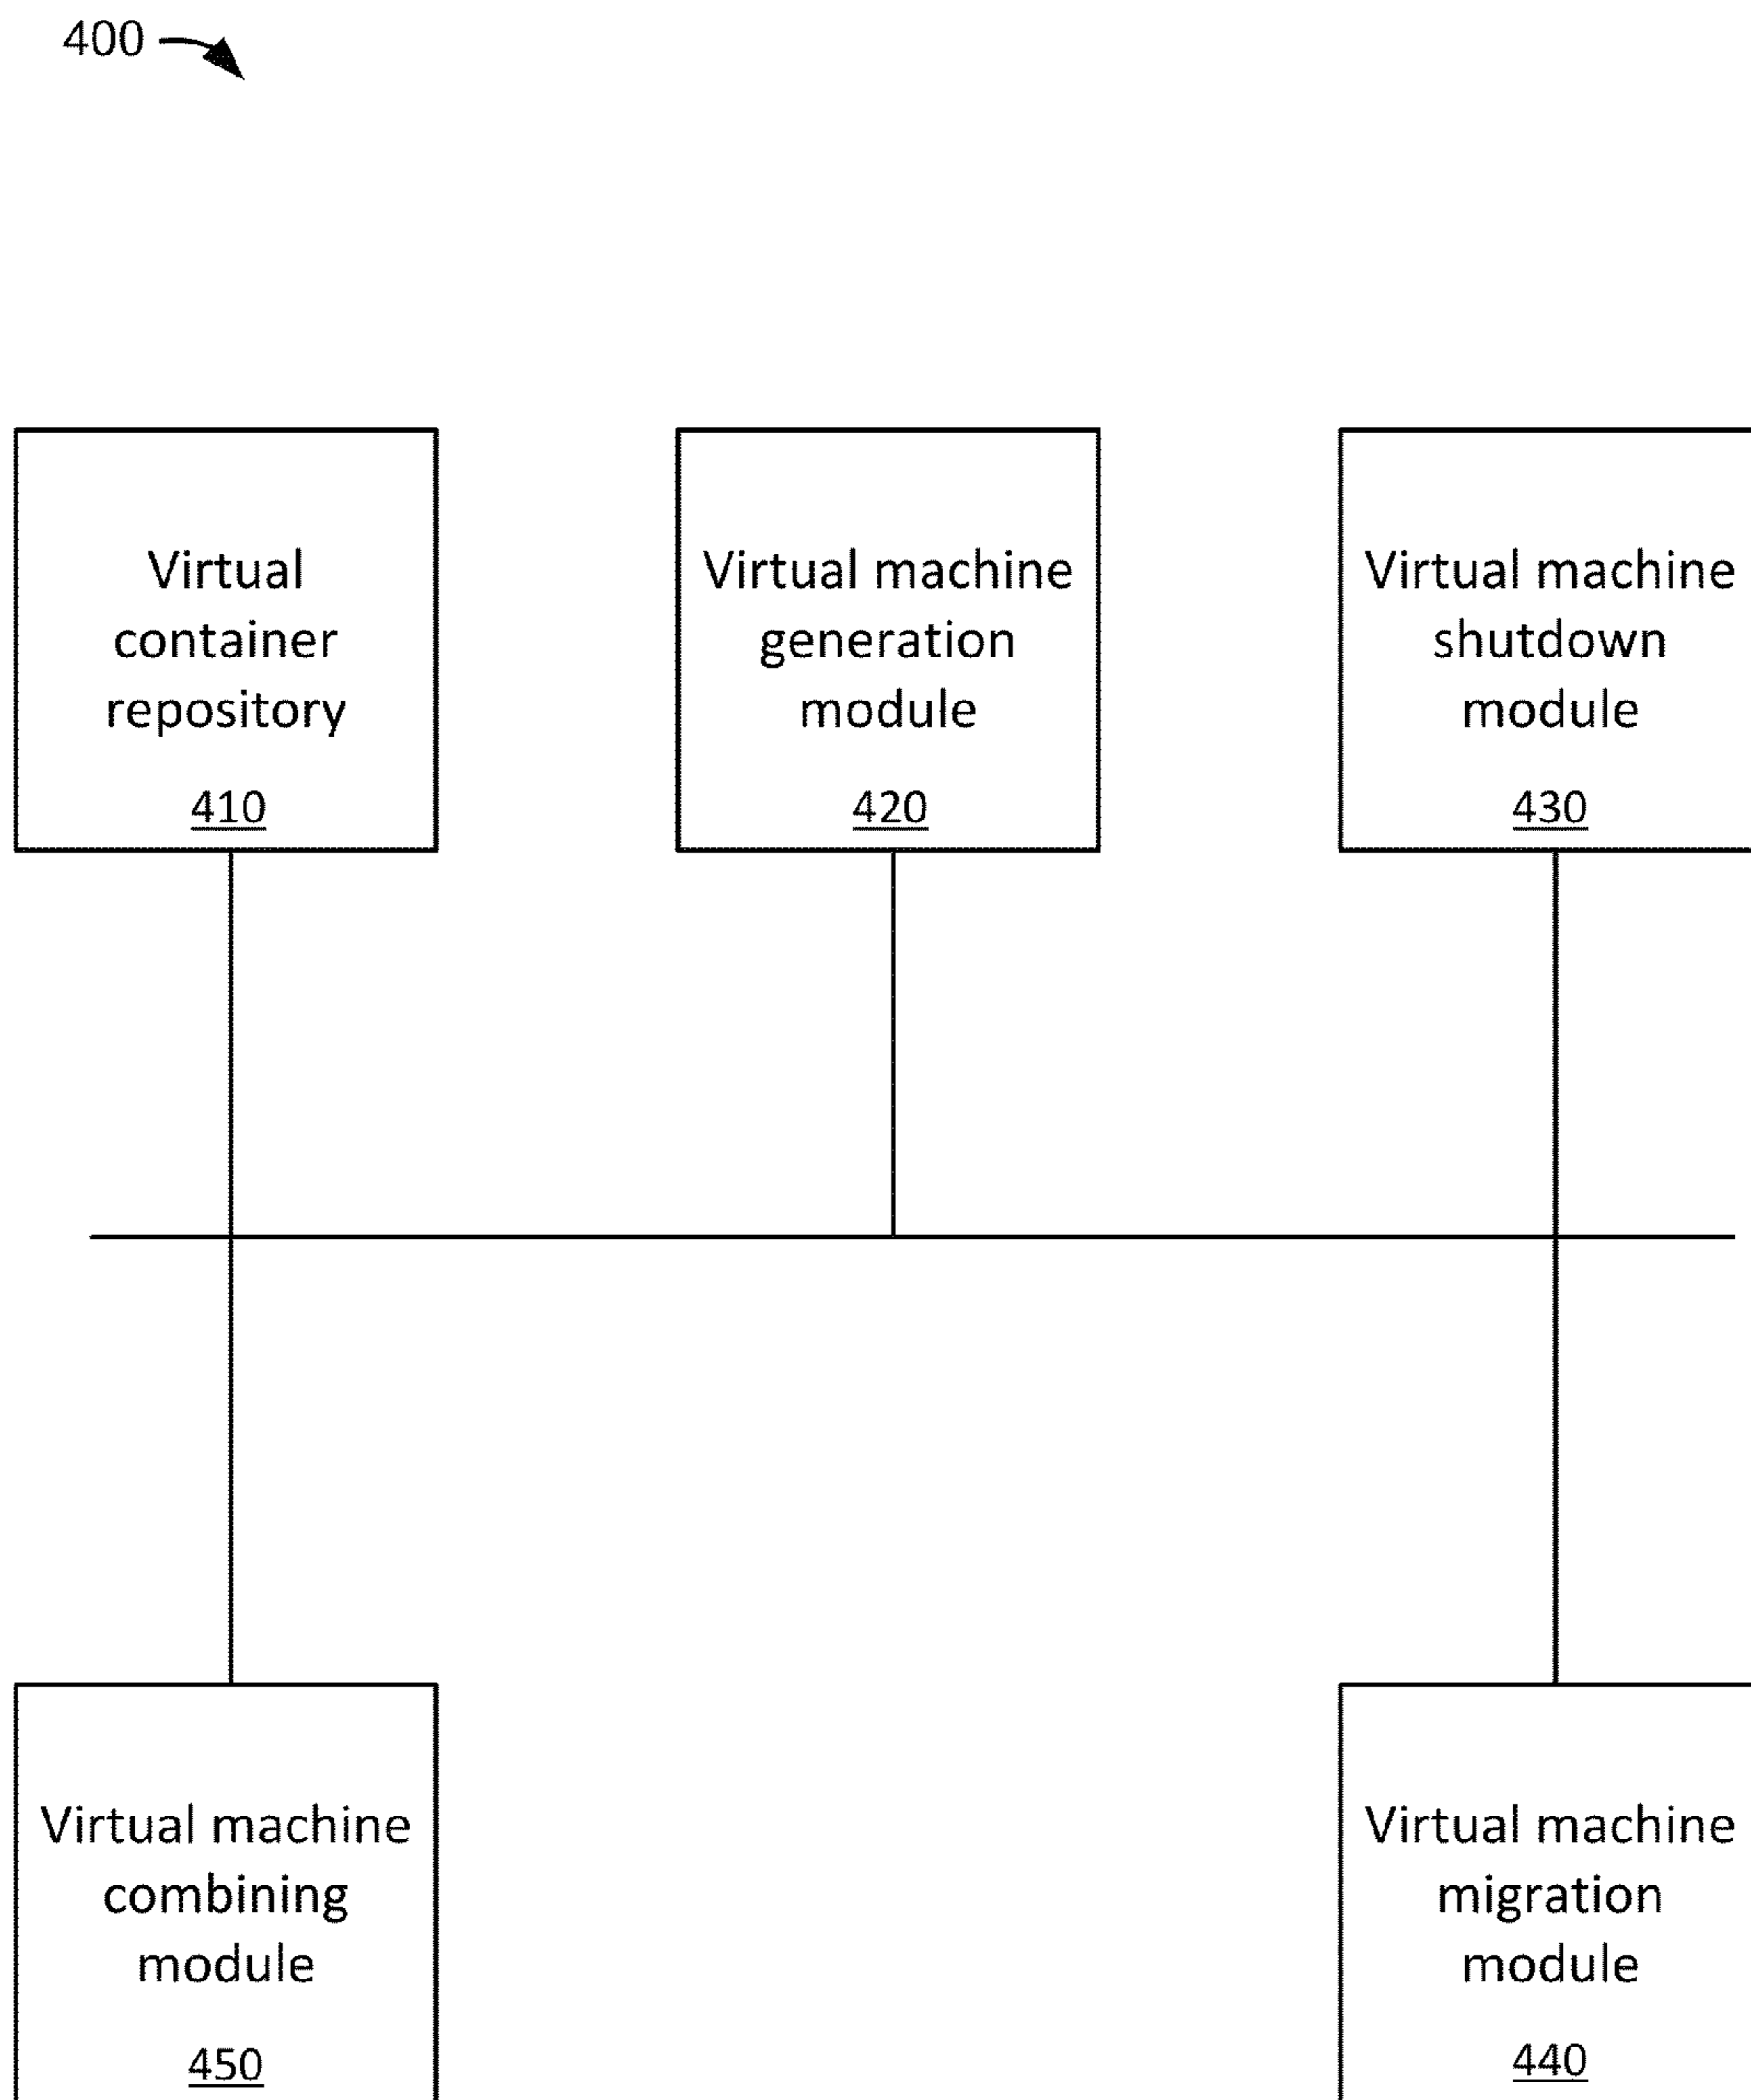 400
Virtual
container
repository
410
Virtual machine
generation
module
420
Virtual machine
shutdown
module
430
Virtual machine
combining
module
450
Virtual machine
migration
module
440